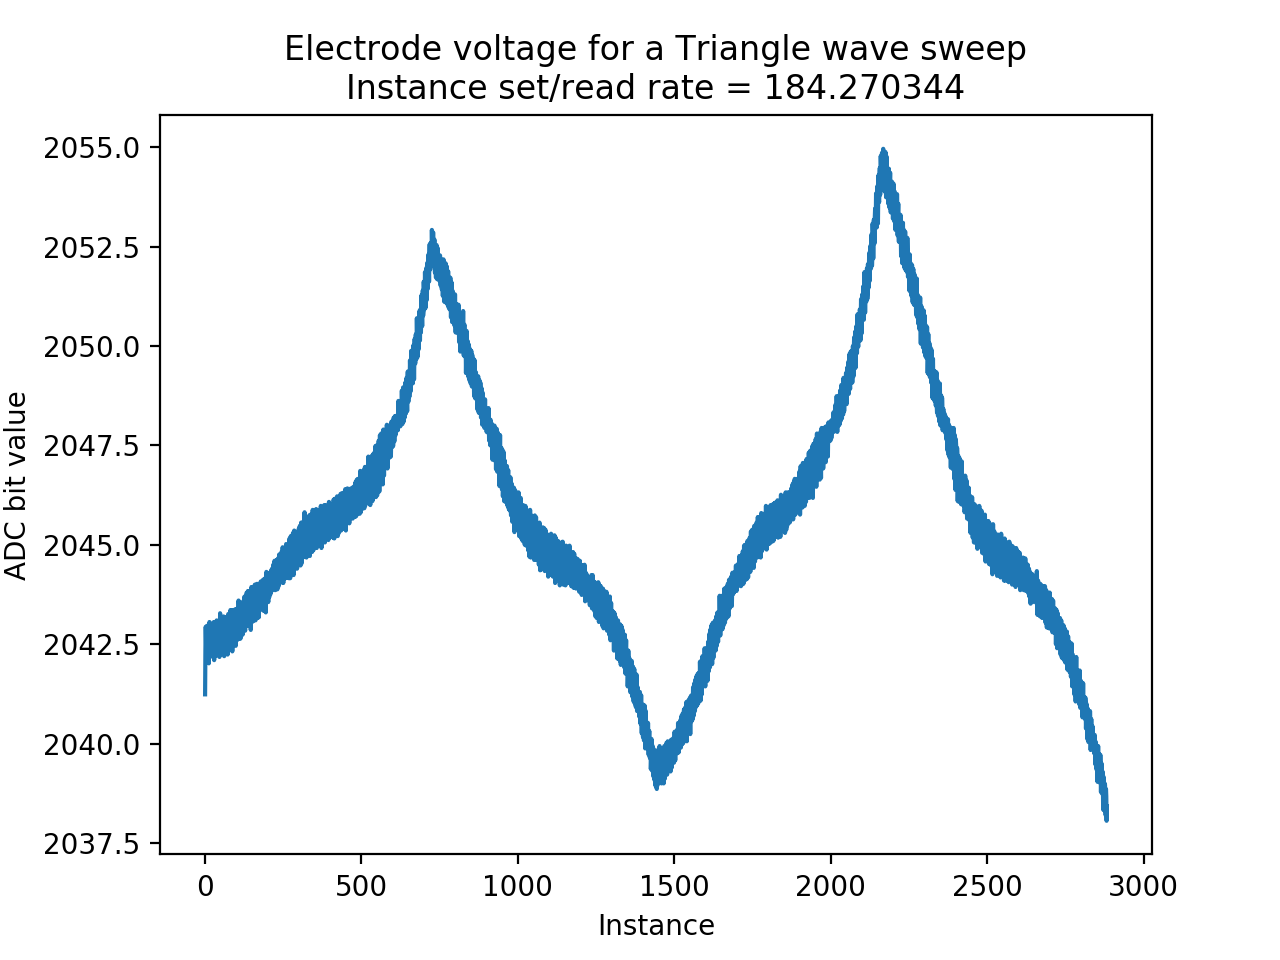 Electrode voltage for a Triangle wave sweep
Instance set/read rate = 184.270344
ADC bit value
2055.0
2052.5
2050.0
2047.5
2045.0
2042.5
2040.0
2037.5
0 500 1000 1500 2000 2500 3000
Instance